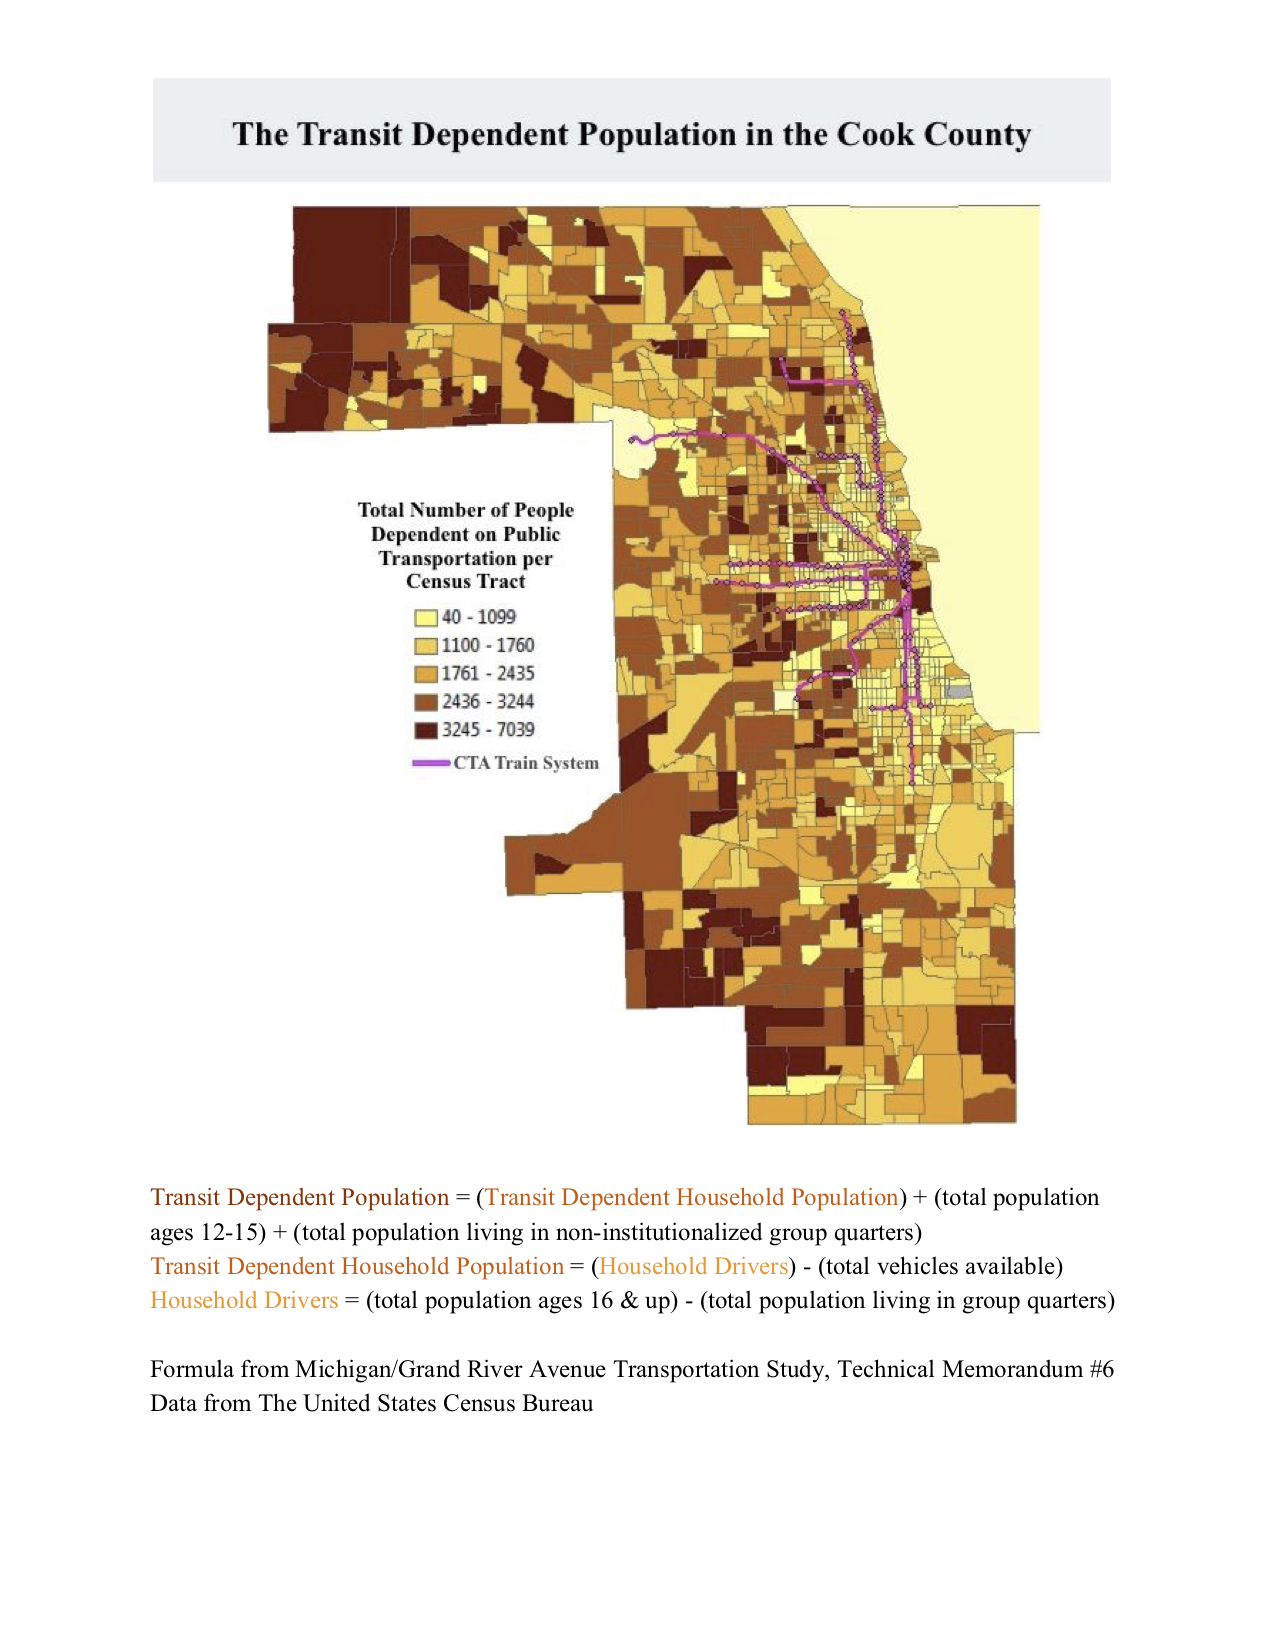 The Transit Dependent Population in the Cook County
Total Number of People
Dependent on Public
Transportation per
Census Tract
40 - 1099
1100 - 1760
1761 - 2435
2436 - 3244
3245 - 7039
CTA Train System
Transit Dependent Population = (Transit Dependent Household Population) + (total population
ages 12-15) + (total population living in non-institutionalized group quarters)
Transit Dependent Household Population = (Household Drivers) - (total vehicles available)
Household Drivers = (total population ages 16 & up) - (total population living in group quarters)
Formula from Michigan/Grand River Avenue Transportation Study, Technical Memorandum #6
Data from The United States Census Bureau